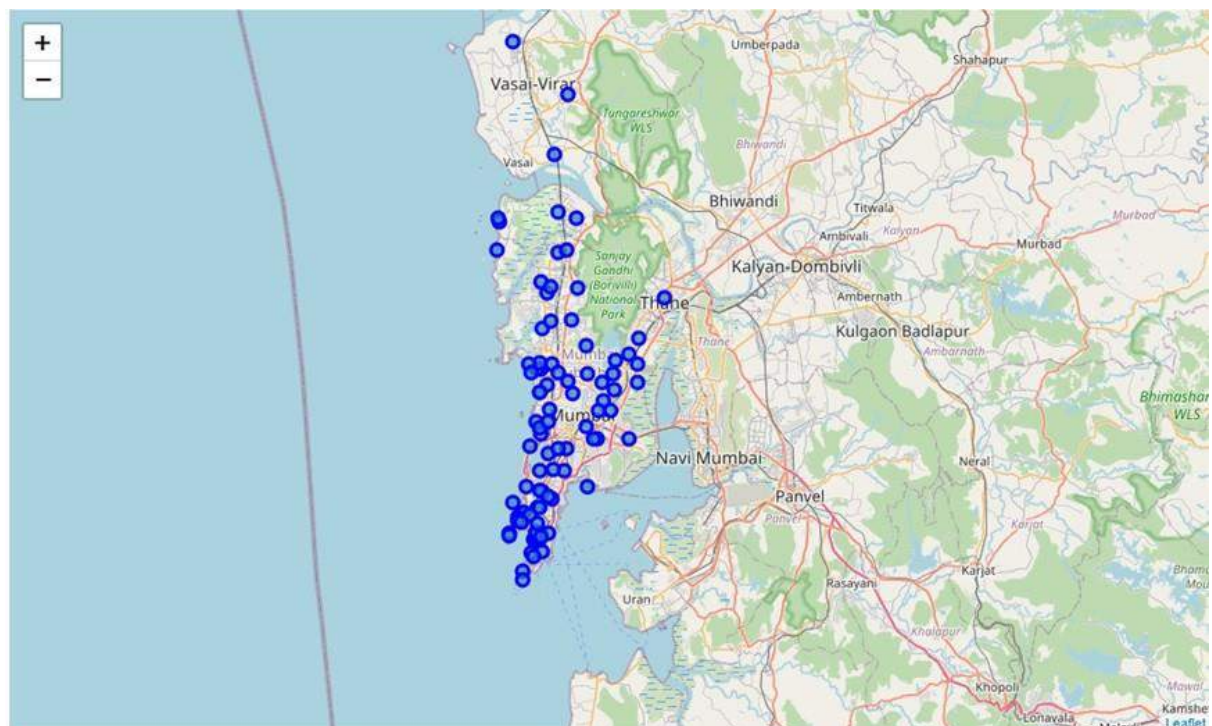 +
−
Umberpada
Shahapur
Vasai-Virar
Tungareshwar
WLS
Bhiwandi
Vasai
Bhiwandi
Titwala
Murbad
Ambivali
Kalyan
Murbad
Sanjay
Gandhi
(Borivili)
National
Park
Kalyan-Dombivli
Thane
Ambernath
Kulgaon Badlapur
Thane
Ambarnath
Bhimashar
WLS
Mumbai
Navi Mumbai
Neral
Panvel
Panvel
Karjat
Karjat
Rasayani
Uran
Khalapur
Khopoli
Mawal
Kamshet
Lonavala
Leaflet